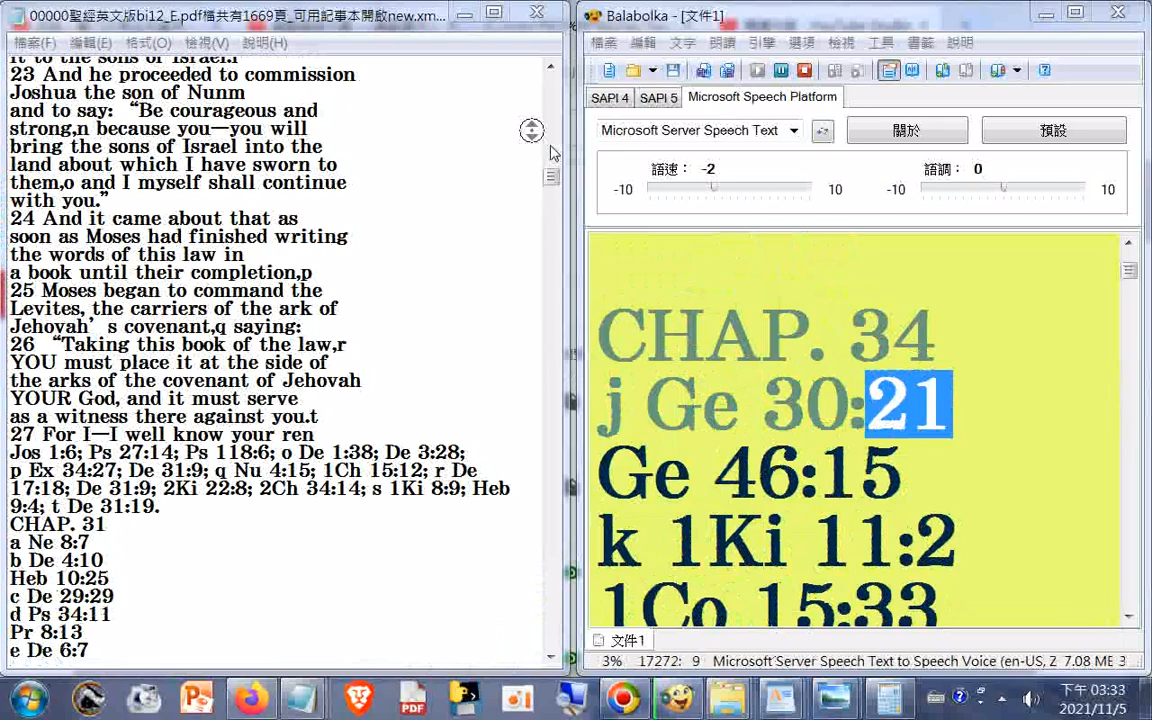 00000聖經英文版bi12_E.pdf檔共有1669頁_可用記事本開啟new.xm...
檔案(F) 編輯(E) 格式(O) 檢視(V) 說明(H)
it to the sons of Israel.l
23 And he proceeded to commission
Joshua the son of Nunm
and to say: “Be courageous and
strong,n because you—you will
bring the sons of Israel into the
land about which I have sworn to
them,o and I myself shall continue
with you.”
24 And it came about that as
soon as Moses had finished writing
the words of this law in
a book until their completion,p
25 Moses began to command the
Levites, the carriers of the ark of
Jehovah’s covenant,q saying:
26 “Taking this book of the law,r
YOU must place it at the side of
the arks of the covenant of Jehovah
YOUR God, and it must serve
as a witness there against you.t
27 For I—I well know your ren
Jos 1:6; Ps 27:14; Ps 118:6; o De 1:38; De 3:28;
p Ex 34:27; De 31:9; q Nu 4:15; 1Ch 15:12; r De
17:18; De 31:9; 2Ki 22:8; 2Ch 34:14; s 1Ki 8:9; Heb
9:4; t De 31:19.
CHAP. 31
a Ne 8:7
b De 4:10
Heb 10:25
c De 29:29
d Ps 34:11
Pr 8:13
e De 6:7
Balabolka - [文件1]
檔案 編輯 文字 朗讀 引擎 選項 檢視 工具 書籤 說明
SAPI 4 SAPI 5 Microsoft Speech Platform
Microsoft Server Speech Text 關於 預設
語速： -2 語調： 0
-10 10 -10 10
CHAP. 34
j Ge 30:21
Ge 46:15
k 1Ki 11:2
1Co 15:33
文件1
3% 17272: 9 Microsoft Server Speech Text to Speech Voice (en-US, Z 7.08 MB 3
PDF
下午 03:33
2021/11/5